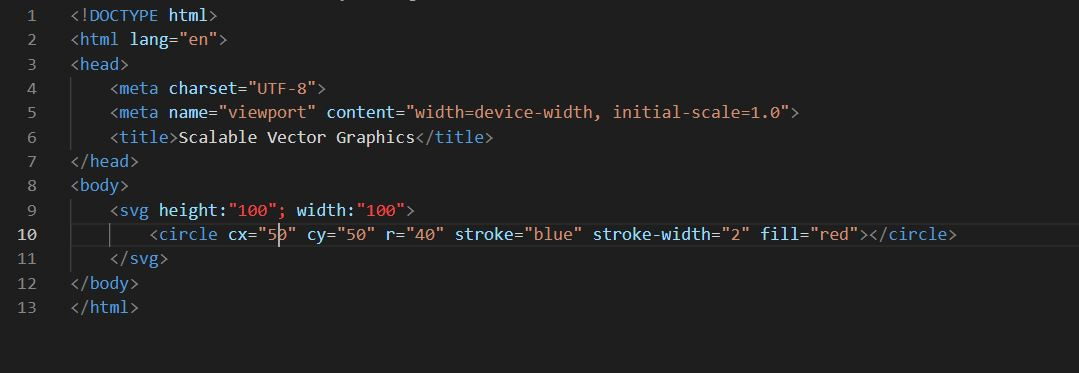 1 <!DOCTYPE html>
2 <html lang="en">
3 <head>
4     <meta charset="UTF-8">
5     <meta name="viewport" content="width=device-width, initial-scale=1.0">
6     <title>Scalable Vector Graphics</title>
7 </head>
8 <body>
9     <svg height:"100"; width:"100">
10         <circle cx="50" cy="50" r="40" stroke="blue" stroke-width="2" fill="red"></circle>
11     </svg>
12 </body>
13 </html>